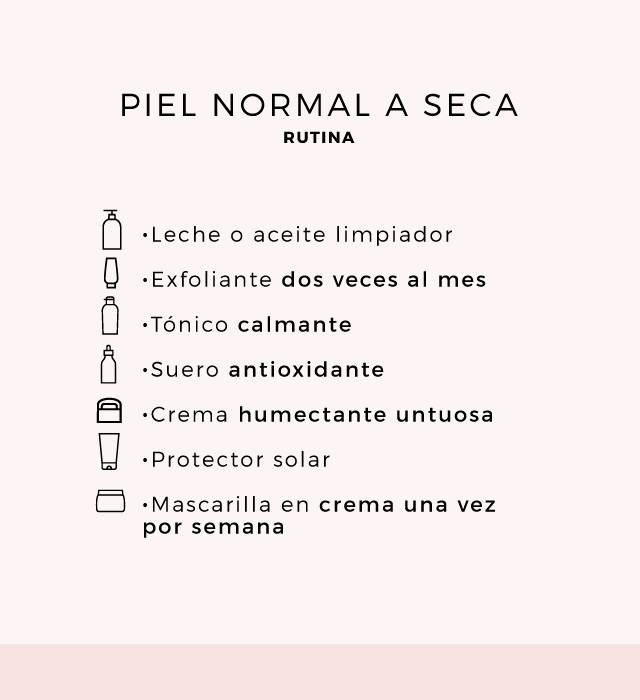 PIEL NORMAL A SECA
RUTINA
•Leche o aceite limpiador
•Exfoliante dos veces al mes
•Tónico calmante
•Suero antioxidante
•Crema humectante untuosa
•Protector solar
•Mascarilla en crema una vez
por semana